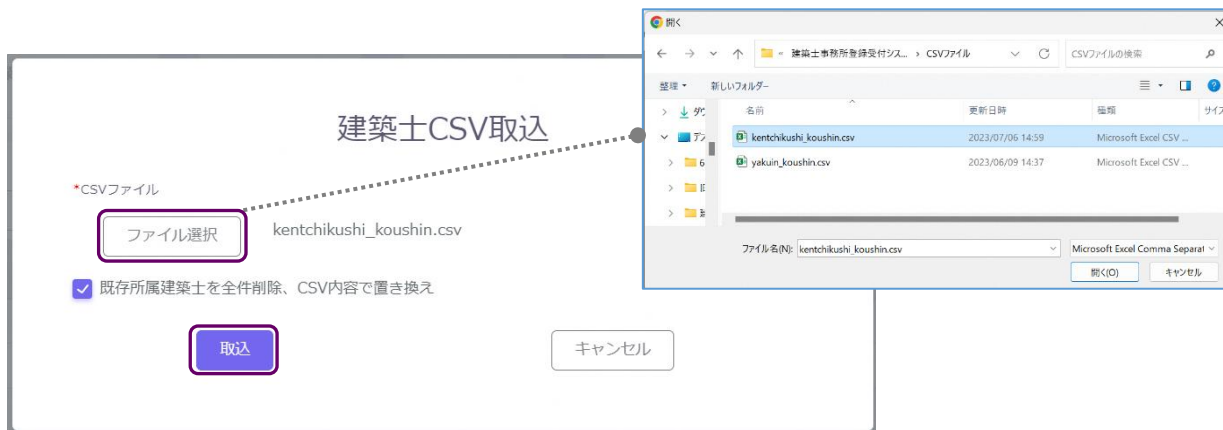 建築士CSV取込
*CSVファイル
ファイル選択
kentchikushi_koushin.csv
既存所属建築士を全件削除、CSV内容で置き換え
取込
キャンセル
開く
« 建築士事務所登録受付シス... › CSVファイル
CSVファイルの検索
整理
新しいフォルダー
名前
更新日時
種類
サイズ
kentchikushi_koushin.csv
2023/07/06 14:59
Microsoft Excel CSV ...
6
yakuin_koushin.csv
2023/06/09 14:37
Microsoft Excel CSV ...
ファイル名(N):
kentchikushi_koushin.csv
Microsoft Excel Comma Separat
開く(O)
キャンセル